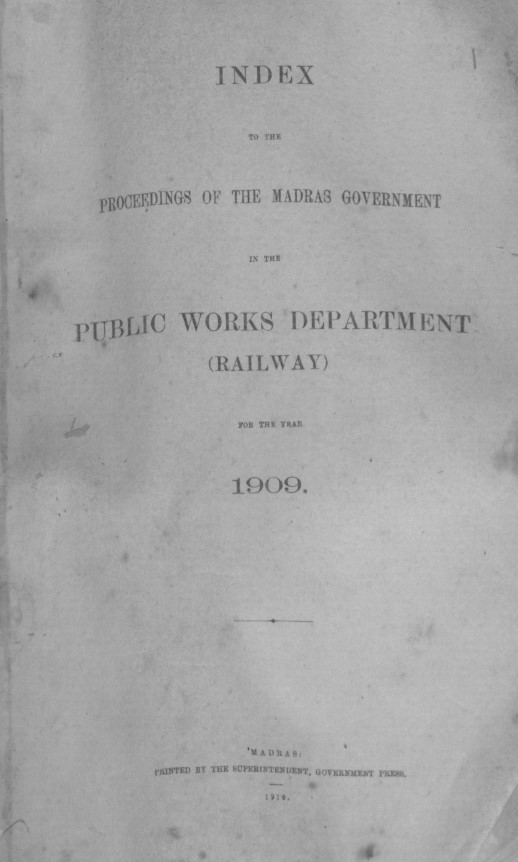 INDEX
TO THE
PROCEEDINGS OF THE MADRAS GOVERNMENT
IN THE
PUBLIC WORKS DEPARTMENT
(RAILWAY)
FOR THE YEAR
1909.
MADRAS:
PRINTED BY THE SUPERINTENDENT, GOVERNMENT PRESS.
1910.